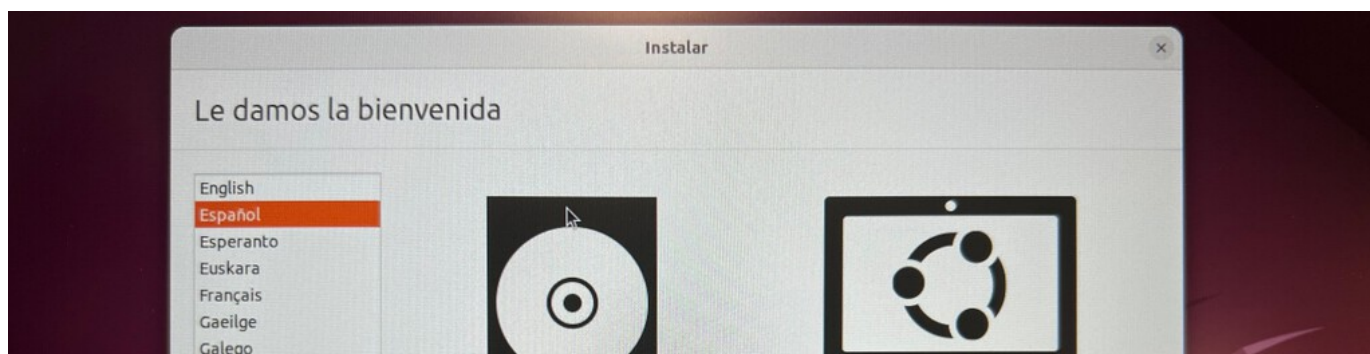 Instalar
Le damos la bienvenida
English
Español
Esperanto
Euskara
Français
Gaeilge
Galego